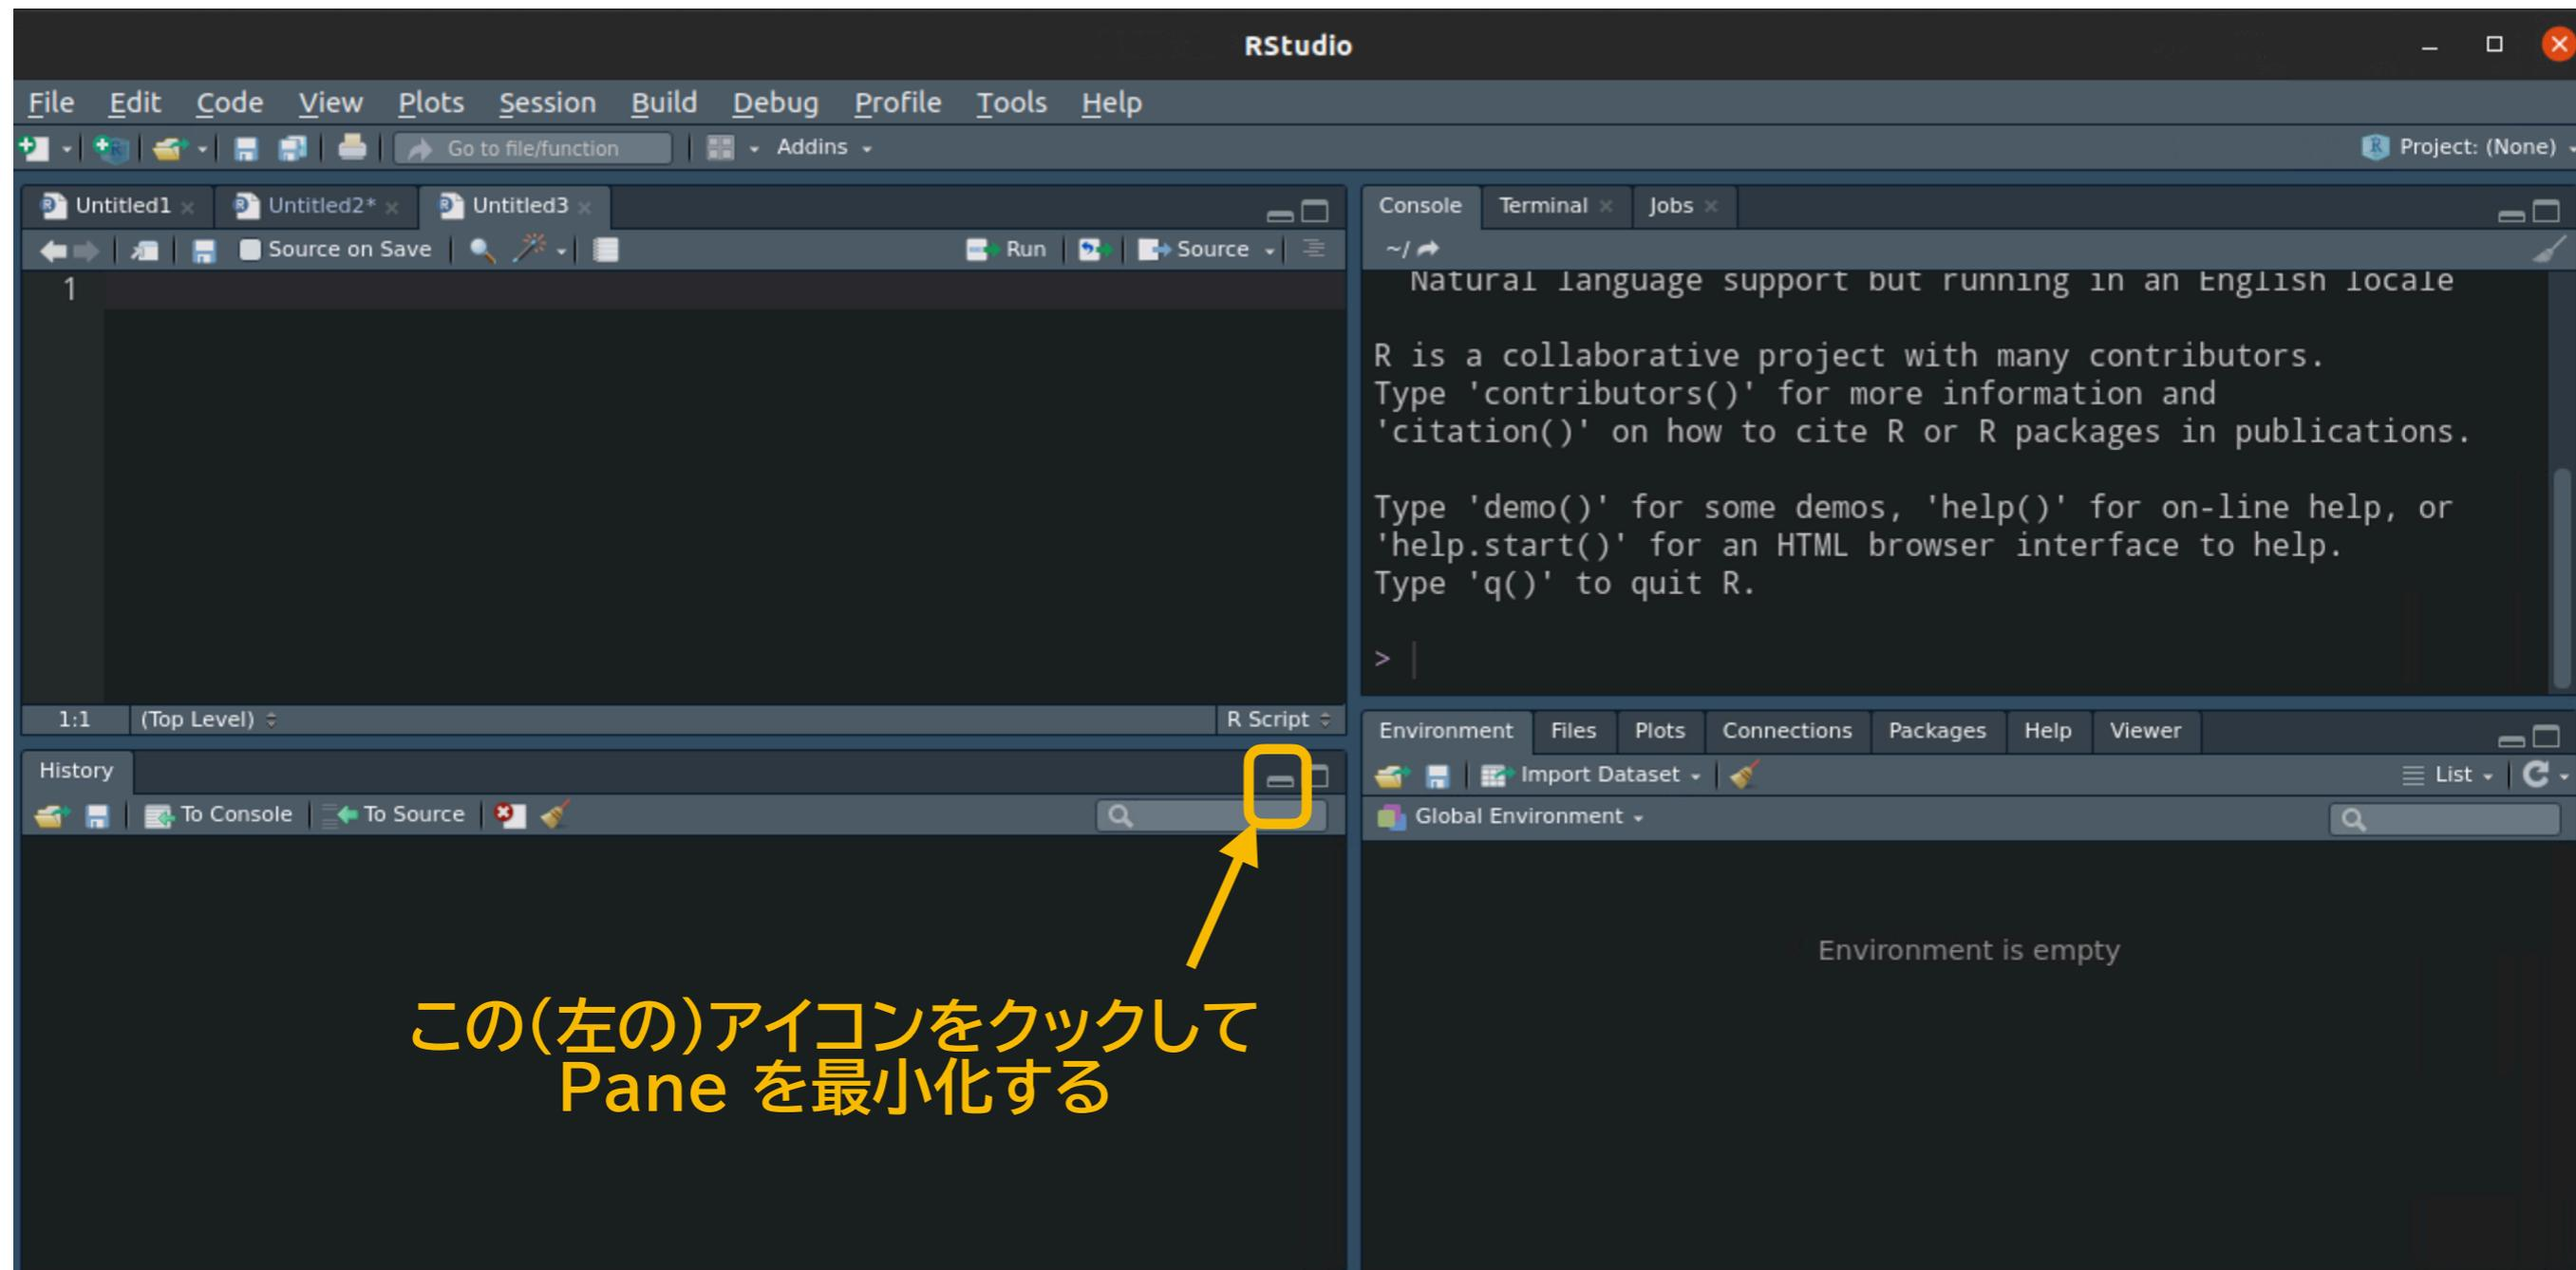 RStudio
File Edit Code View Plots Session Build Debug Profile Tools Help
Go to file/function Addins Project: (None)
Untitled1 Untitled2* Untitled3
Source on Save Run Source
1
1:1 (Top Level) R Script
Console Terminal Jobs
~/
Natural language support but running in an English locale
R is a collaborative project with many contributors.
Type 'contributors()' for more information and
'citation()' on how to cite R or R packages in publications.
Type 'demo()' for some demos, 'help()' for on-line help, or
'help.start()' for an HTML browser interface to help.
Type 'q()' to quit R.
>
History
To Console To Source
この(左の)アイコンをクックして
Pane を最小化する
Environment Files Plots Connections Packages Help Viewer
Import Dataset List
Global Environment
Environment is empty